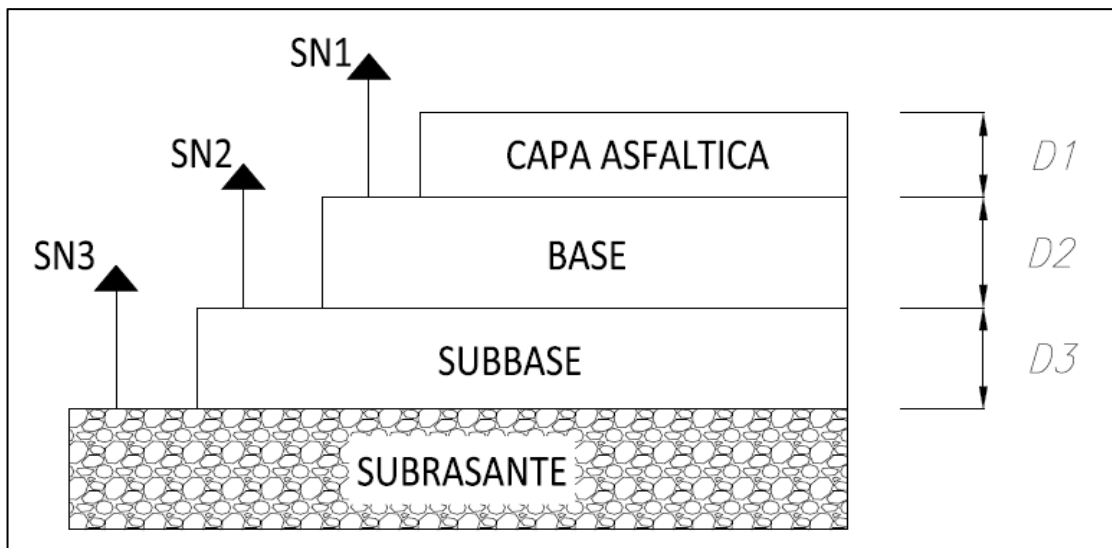 SN1
CAPA ASFALTICA
D1
SN2
BASE
D2
SN3
SUBBASE
D3
SUBRASANTE